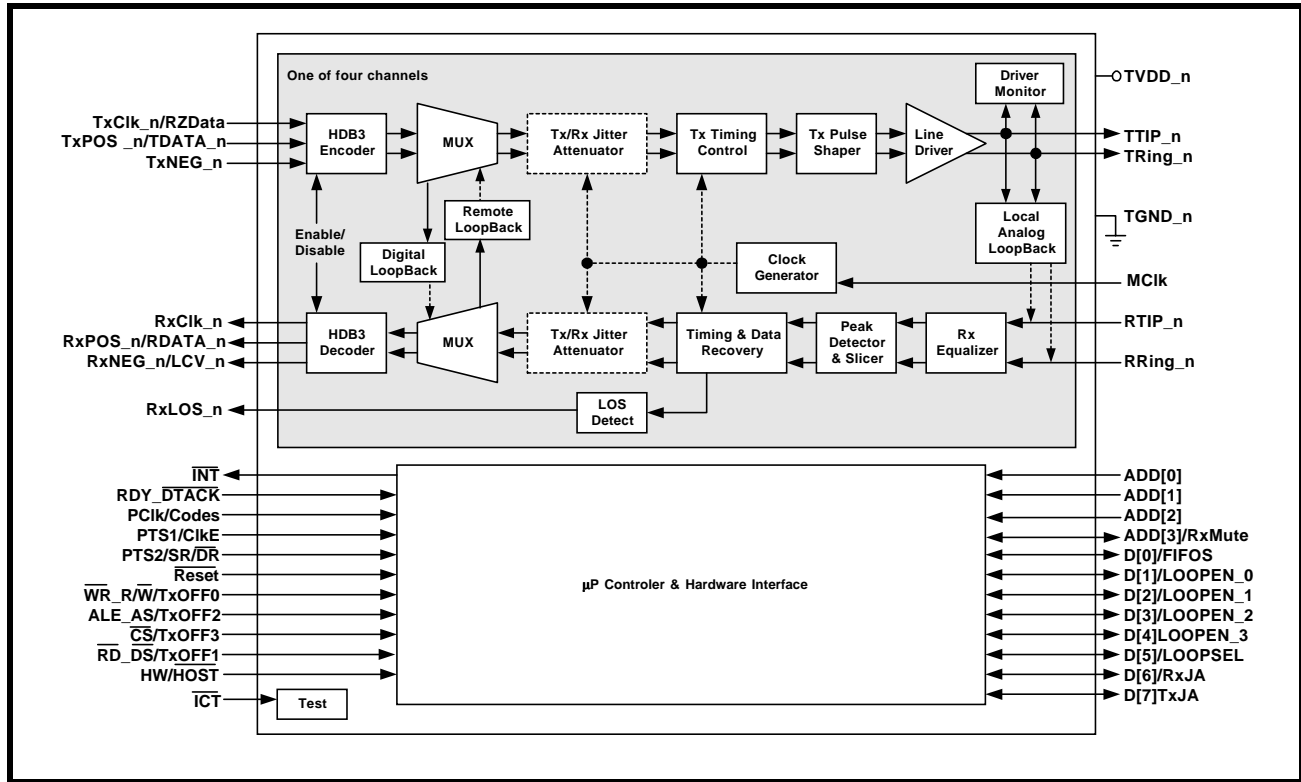 One of four channels
TxClk_n/RZData
TxPOS _n/TDATA_n
TxNEG_n
HDB3
Encoder
MUX
Tx/Rx Jitter
Attenuator
Tx Timing
Control
Tx Pulse
Shaper
Line
Driver
Driver
Monitor
TVDD_n
TTIP_n
TRing_n
Enable/
Disable
Digital
LoopBack
Remote
LoopBack
Clock
Generator
Local
Analog
LoopBack
TGND_n
MClk
RxClk_n
RxPOS_n/RDATA_n
RxNEG_n/LCV_n
HDB3
Decoder
MUX
Tx/Rx Jitter
Attenuator
Timing & Data
Recovery
Peak
Detector
& Slicer
Rx
Equalizer
RTIP_n
RRing_n
RxLOS_n
LOS
Detect
INT
RDY_DTACK
PClk/Codes
PTS1/ClkE
PTS2/SR/DR
Reset
WR_R/W/TxOFF0
ALE_AS/TxOFF2
CS/TxOFF3
RD_DS/TxOFF1
HW/HOST
ICT
Test
µP Controler & Hardware Interface
ADD[0]
ADD[1]
ADD[2]
ADD[3]/RxMute
D[0]/FIFOS
D[1]/LOOPEN_0
D[2]/LOOPEN_1
D[3]/LOOPEN_2
D[4]LOOPEN_3
D[5]/LOOPSEL
D[6]/RxJA
D[7]TxJA